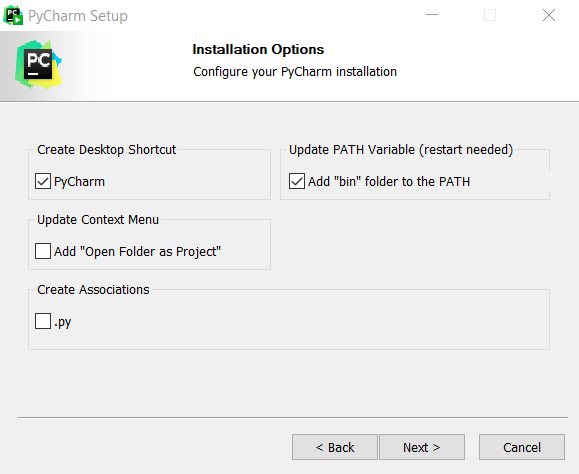 PyCharm Setup
PC
Installation Options
Configure your PyCharm installation
Create Desktop Shortcut
PyCharm
Update PATH Variable (restart needed)
Add "bin" folder to the PATH
Update Context Menu
Add "Open Folder as Project"
Create Associations
.py
< Back
Next >
Cancel